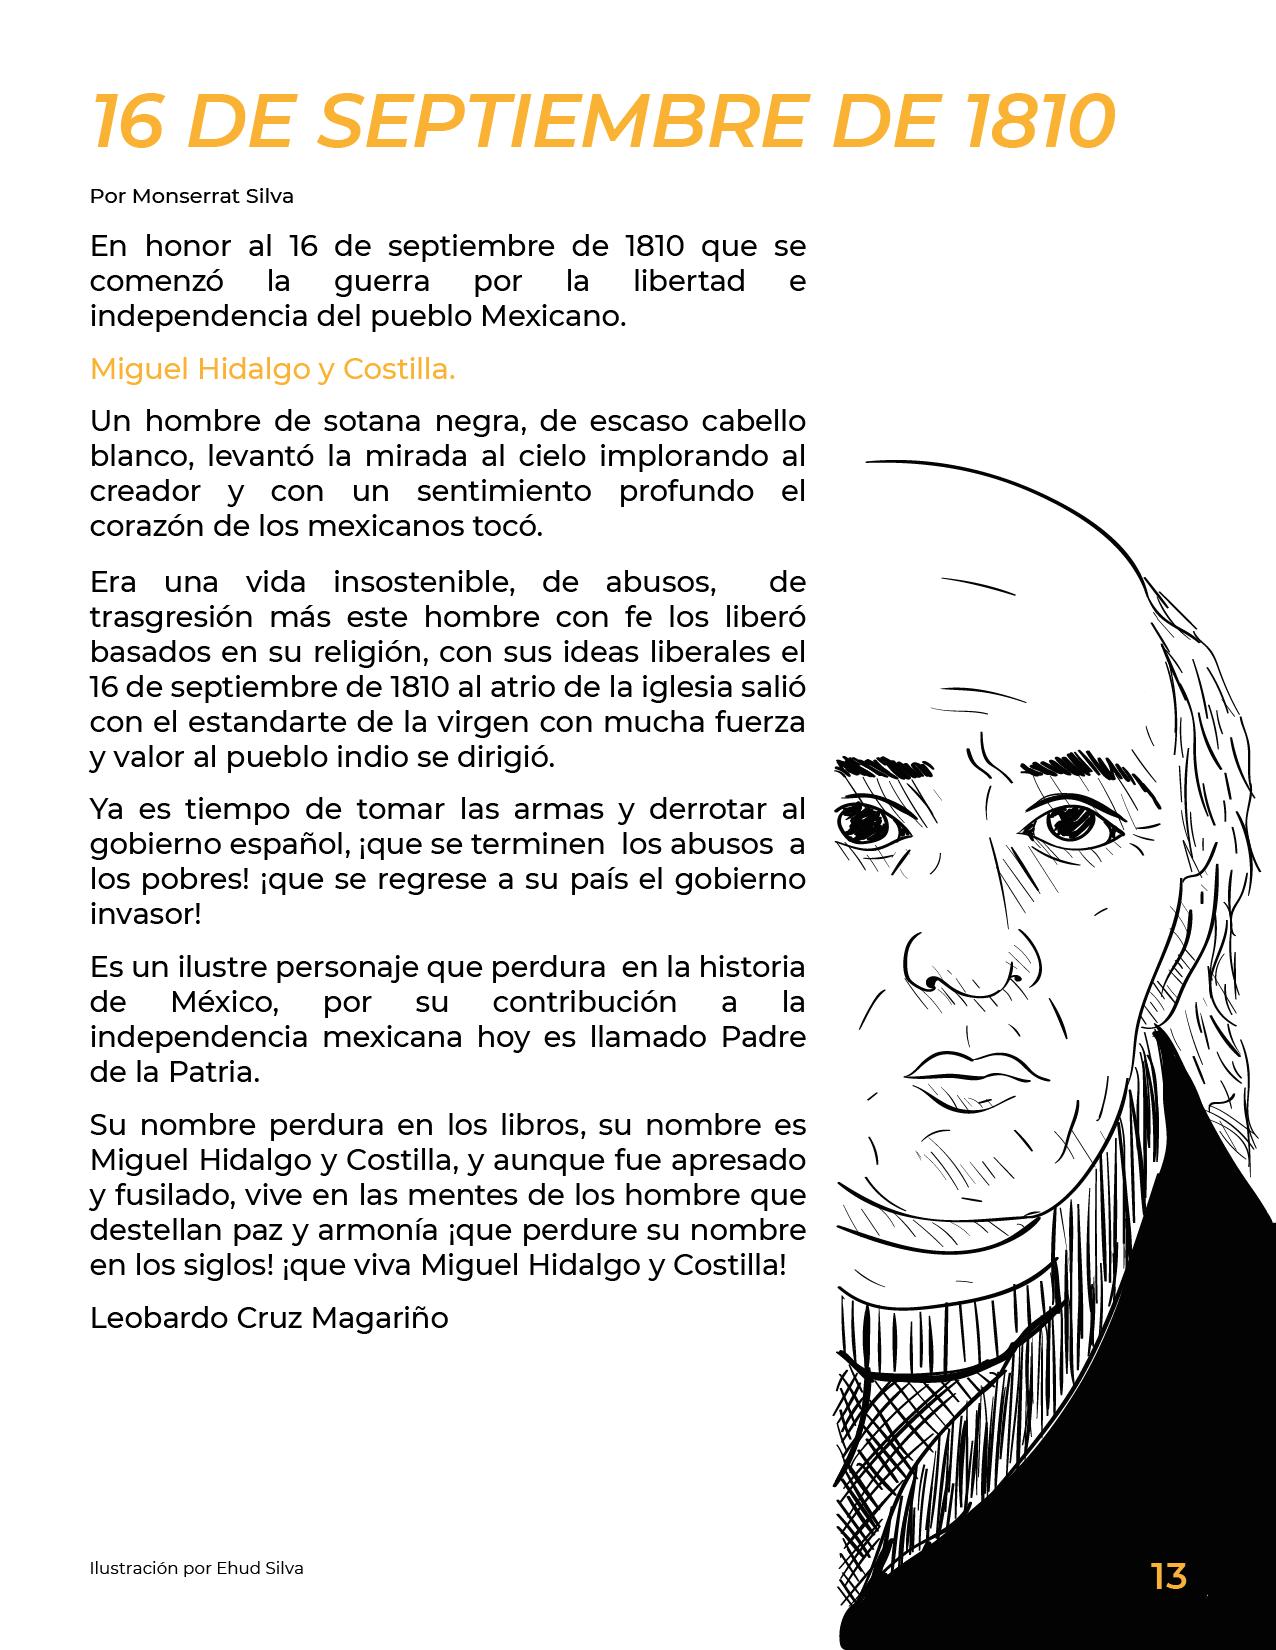 16 DE SEPTIEMBRE DE 1810
Por Monserrat Silva
En honor al 16 de septiembre de 1810 que se
comenzó la guerra por la libertad e
independencia del pueblo Mexicano.
Miguel Hidalgo y Costilla.
Un hombre de sotana negra, de escaso cabello
blanco, levantó la mirada al cielo implorando al
creador y con un sentimiento profundo el
corazón de los mexicanos tocó.
Era una vida insostenible, de abusos, de
trasgresión más este hombre con fe los liberó
basados en su religión, con sus ideas liberales el
16 de septiembre de 1810 al atrio de la iglesia salió
con el estandarte de la virgen con mucha fuerza
y valor al pueblo indio se dirigió.
Ya es tiempo de tomar las armas y derrotar al
gobierno español, ¡que se terminen los abusos a
los pobres! ¡que se regrese a su país el gobierno
invasor!
Es un ilustre personaje que perdura en la historia
de México, por su contribución a la
independencia mexicana hoy es llamado Padre
de la Patria.
Su nombre perdura en los libros, su nombre es
Miguel Hidalgo y Costilla, y aunque fue apresado
y fusilado, vive en las mentes de los hombre que
destellan paz y armonía ¡que perdure su nombre
en los siglos! ¡que viva Miguel Hidalgo y Costilla!
Leobardo Cruz Magariño
Ilustración por Ehud Silva
13